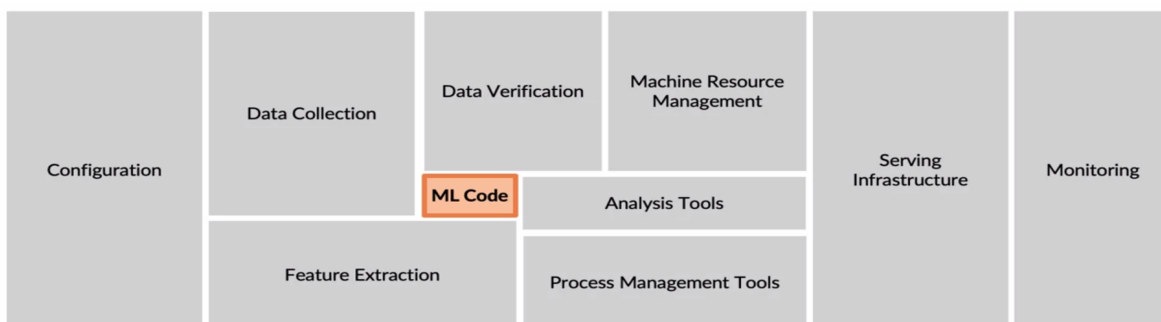 Configuration
Data Collection
Data Verification
Machine Resource
Management
ML Code
Analysis Tools
Feature Extraction
Process Management Tools
Serving
Infrastructure
Monitoring